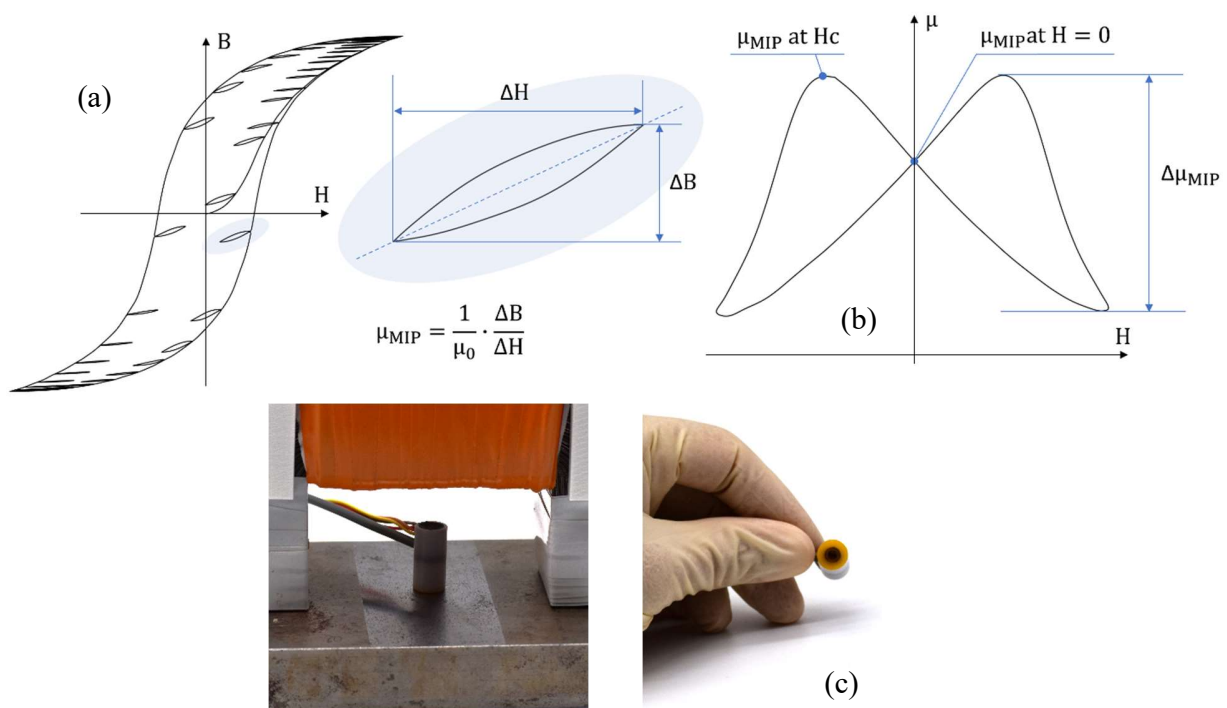 (a)
B
H
ΔH
ΔB
μMIP = 1/μ0 · ΔB/ΔH
μ
μMIP at Hc
μMIP at H = 0
ΔμMIP
(b)
H
(c)